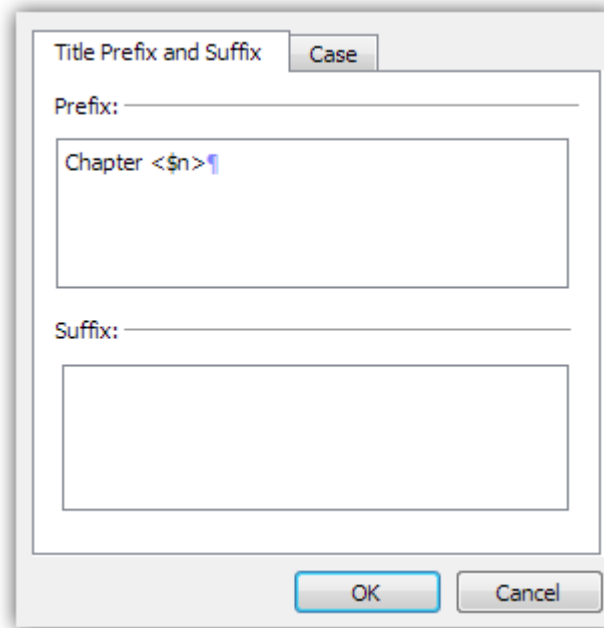 Title Prefix and Suffix
Case
Prefix:
Chapter <$n>¶
Suffix:
OK
Cancel